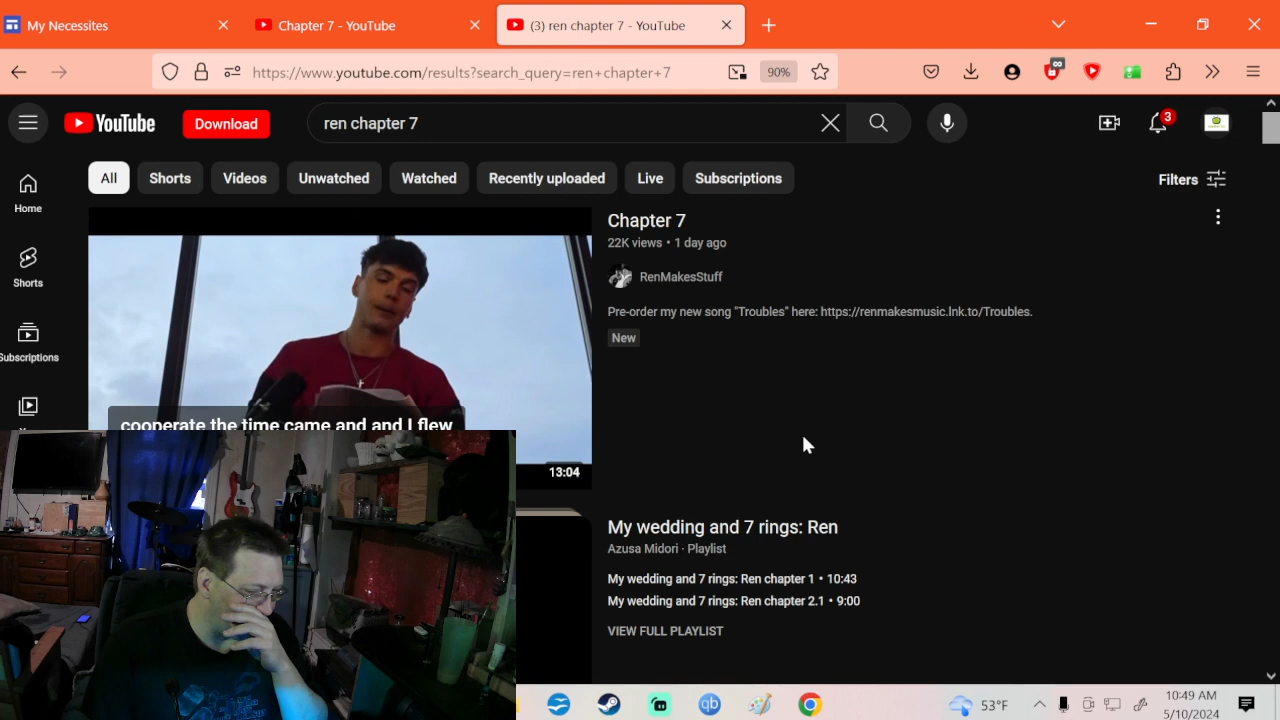 My Necessites
Chapter 7 - YouTube
(3) ren chapter 7 - YouTube
https://www.youtube.com/results?search_query=ren+chapter+7
90%
∞
YouTube
Download
ren chapter 7
3
All
Shorts
Videos
Unwatched
Watched
Recently uploaded
Live
Subscriptions
Filters
Home
Shorts
Subscriptions
Chapter 7
22K views • 1 day ago
RenMakesStuff
Pre-order my new song "Troubles" here: https://renmakesmusic.lnk.to/Troubles.
New
cooperate the time came and and I flew
13:04
My wedding and 7 rings: Ren
Azusa Midori · Playlist
My wedding and 7 rings: Ren chapter 1 • 10:43
My wedding and 7 rings: Ren chapter 2.1 • 9:00
VIEW FULL PLAYLIST
qb
53°F
10:49 AM
5/10/2024